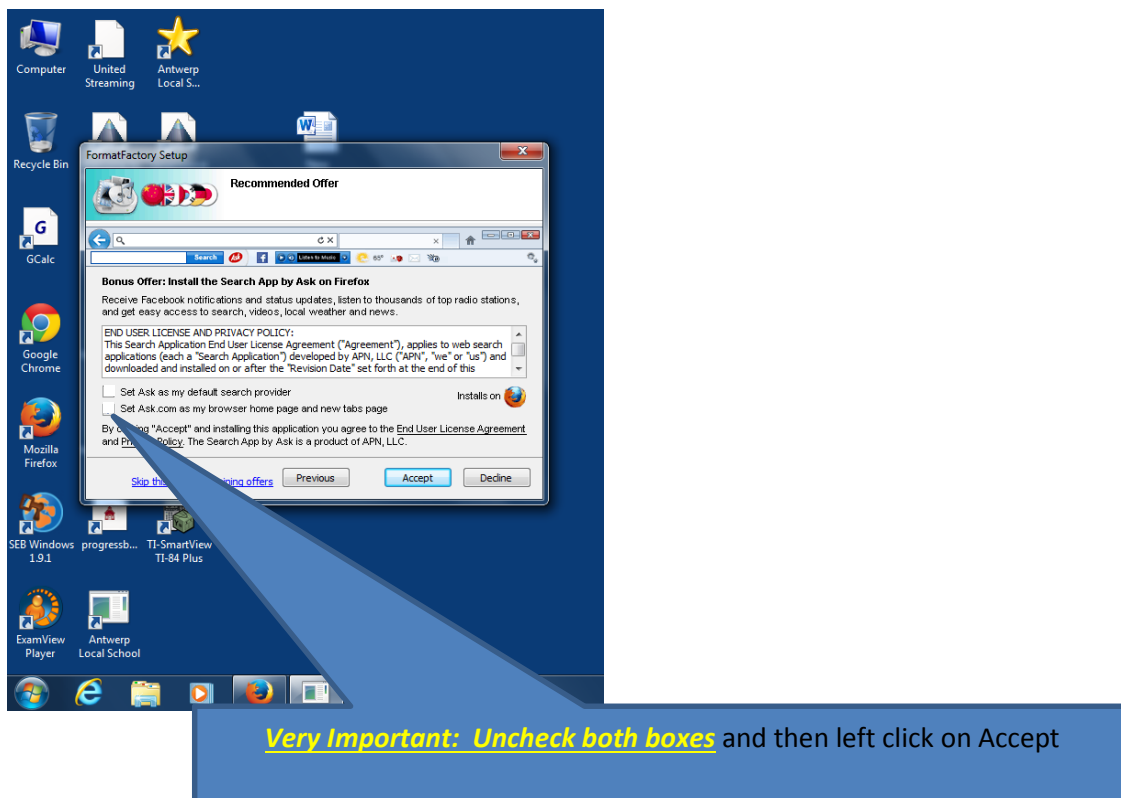 Computer
United
Streaming
Antwerp
Local S...
Recycle Bin
FormatFactory Setup
Recommended Offer
G
GCalc
Search
Listen to Music
65°
Bonus Offer: Install the Search App by Ask on Firefox
Receive Facebook notifications and status updates, listen to thousands of top radio stations,
and get easy access to search, videos, local weather and news.
END USER LICENSE AND PRIVACY POLICY:
This Search Application End User License Agreement ("Agreement"), applies to web search
applications (each a "Search Application") developed by APN, LLC ("APN", "we" or "us") and
downloaded and installed on or after the "Revision Date" set forth at the end of this
Google
Chrome
Set Ask as my default search provider
Installs on
Set Ask.com as my browser home page and new tabs page
By "Accept" and installing this application you agree to the End User License Agreement
and Policy. The Search App by Ask is a product of APN, LLC.
Mozilla
Firefox
Skip offers
Previous
Accept
Decline
SEB Windows
1.9.1
progressb...
TI-SmartView
TI-84 Plus
ExamView
Player
Antwerp
Local School
Very Important: Uncheck both boxes and then left click on Accept